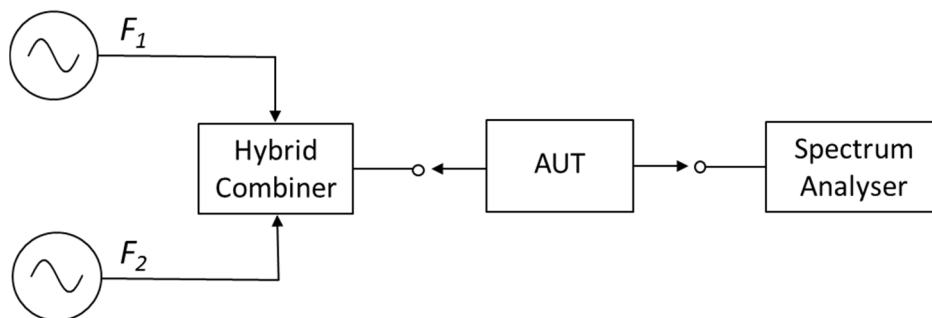 F1
Hybrid
Combiner
AUT
Spectrum
Analyser
F2